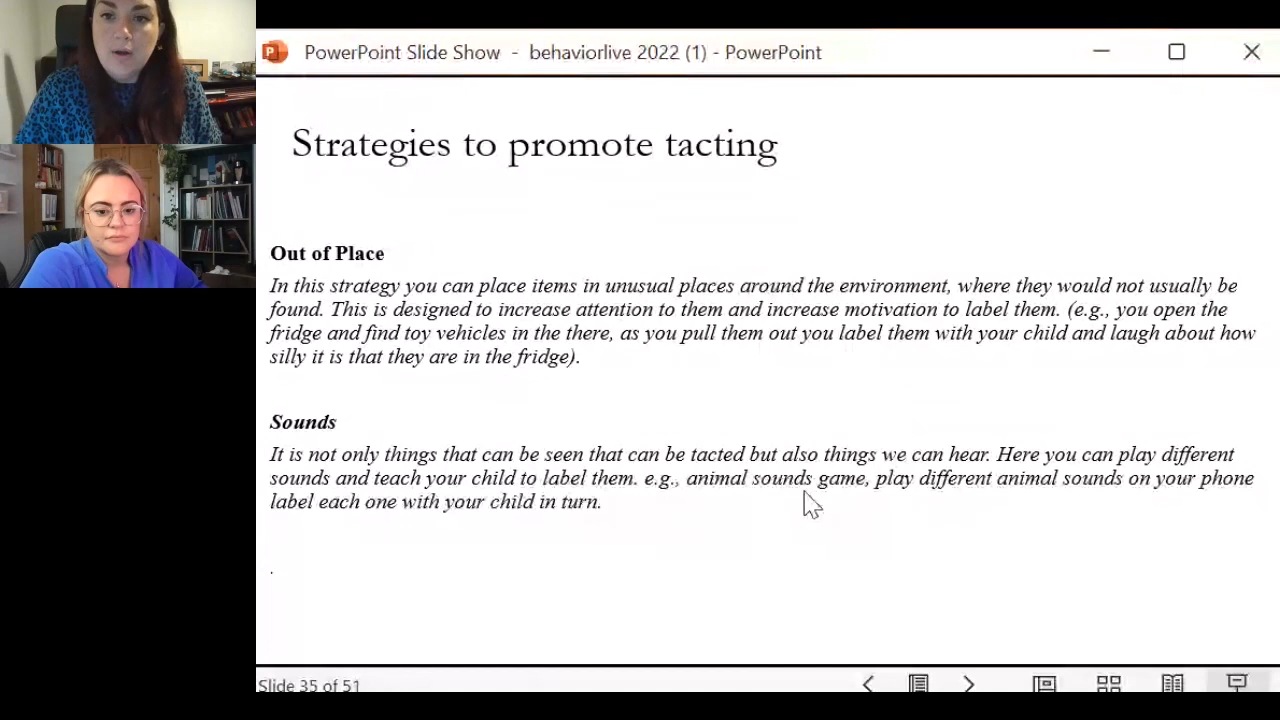 PowerPoint Slide Show - behaviorlive 2022 (1) - PowerPoint
Strategies to promote tacting
Out of Place
In this strategy you can place items in unusual places around the environment, where they would not usually be
found. This is designed to increase attention to them and increase motivation to label them. (e.g., you open the
fridge and find toy vehicles in the there, as you pull them out you label them with your child and laugh about how
silly it is that they are in the fridge).
Sounds
It is not only things that can be seen that can be tacted but also things we can hear. Here you can play different
sounds and teach your child to label them. e.g., animal sounds game, play different animal sounds on your phone
label each one with your child in turn.
.
Slide 35 of 51